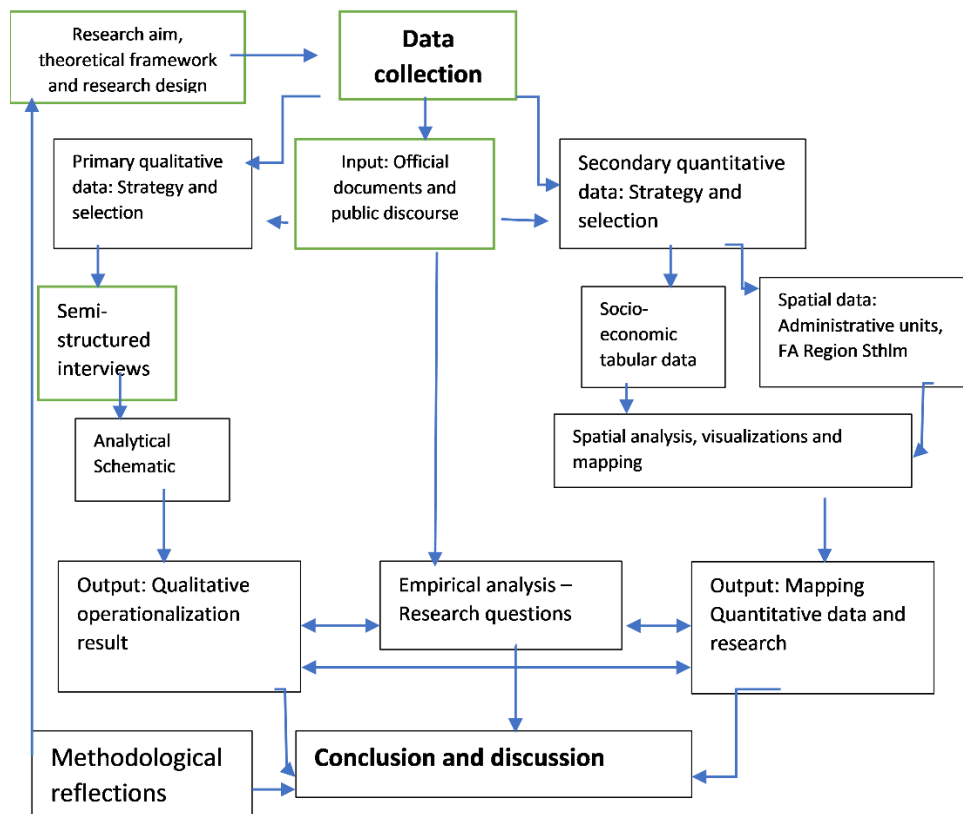 Research aim,
theoretical framework
and research design
Data
collection
Primary qualitative
data: Strategy and
selection
Input: Official
documents and
public discourse
Secondary quantitative
data: Strategy and
selection
Semi-
structured
interviews
Socio-
economic
tabular data
Spatial data:
Administrative units,
FA Region Sthlm
Analytical
Schematic
Spatial analysis, visualizations and
mapping
Output: Qualitative
operationalization
result
Empirical analysis –
Research questions
Output: Mapping
Quantitative data and
research
Methodological
reflections
Conclusion and discussion